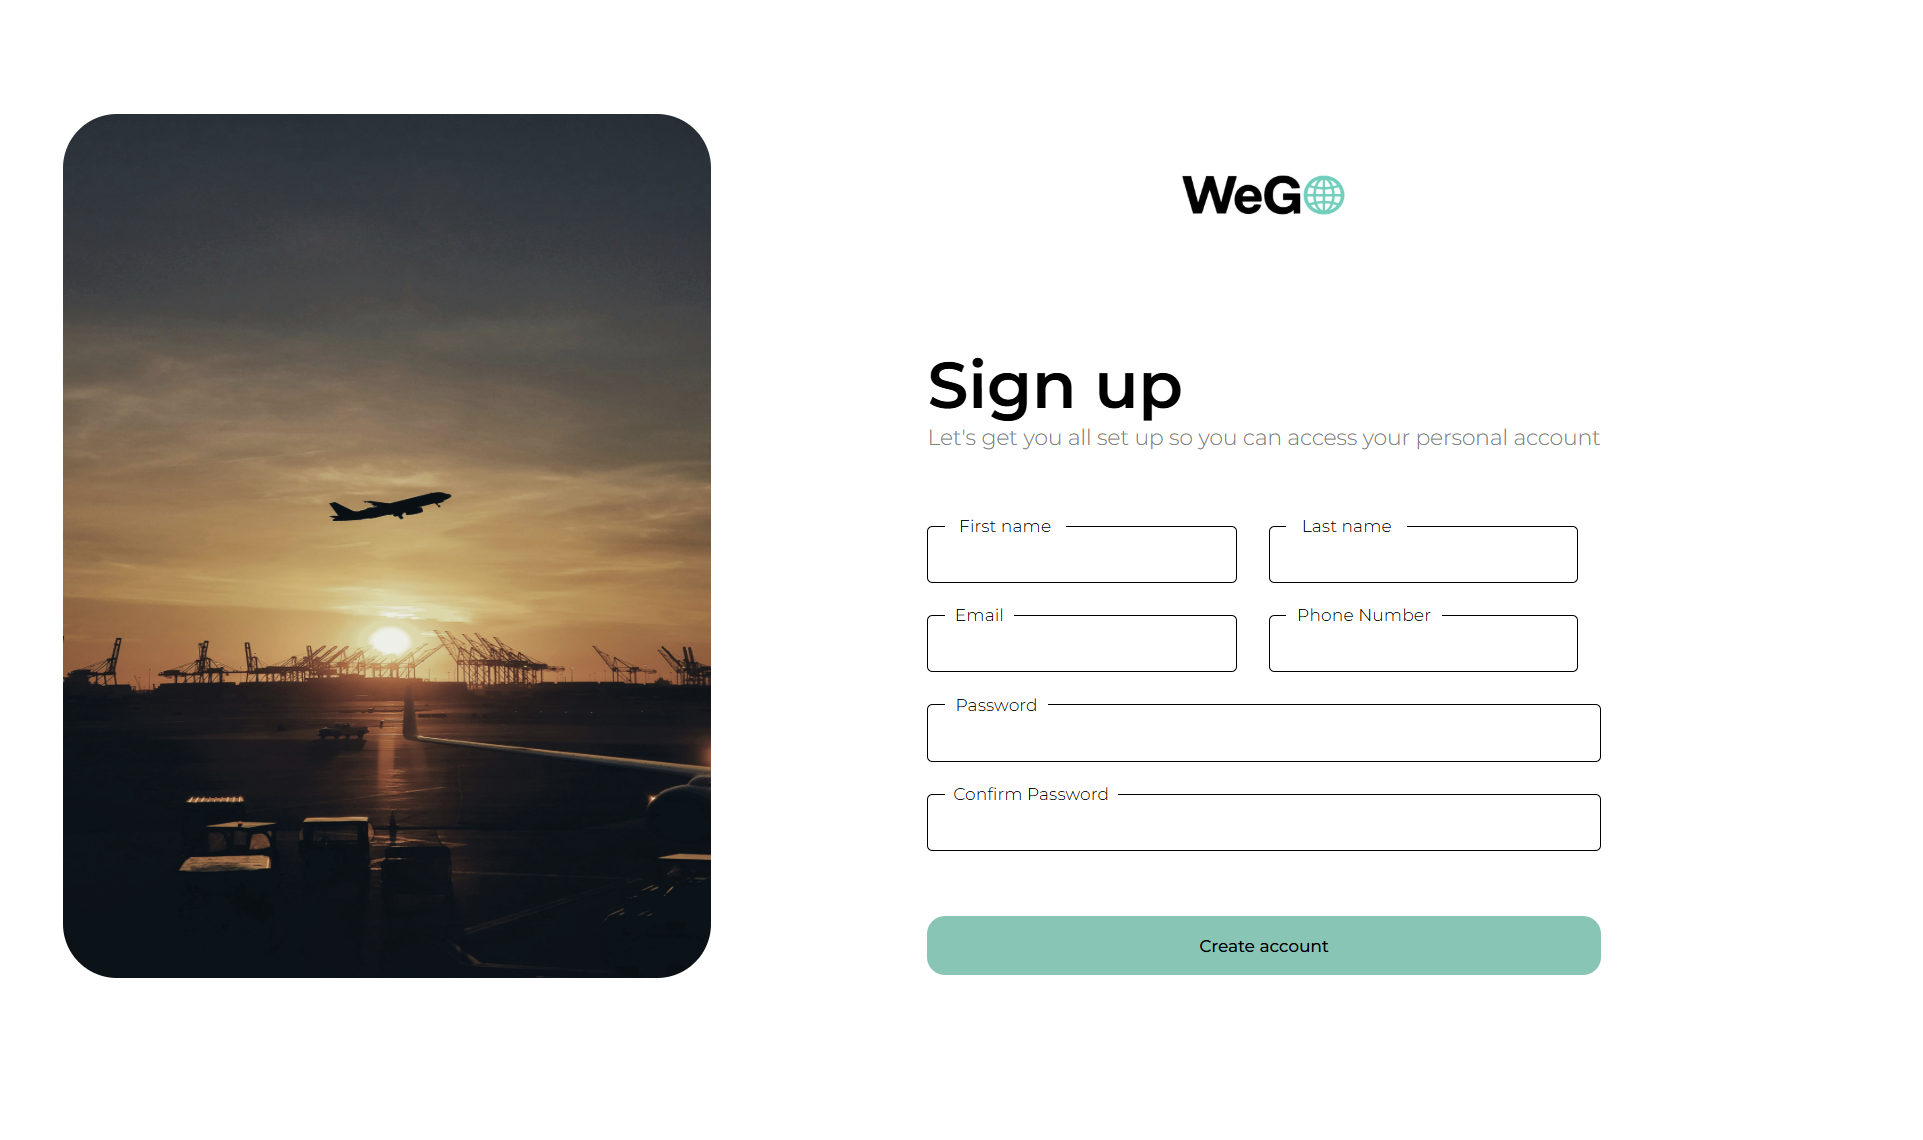 WeGO
Sign up
Let's get you all set up so you can access your personal account
First name
Last name
Email
Phone Number
Password
Confirm Password
Create account